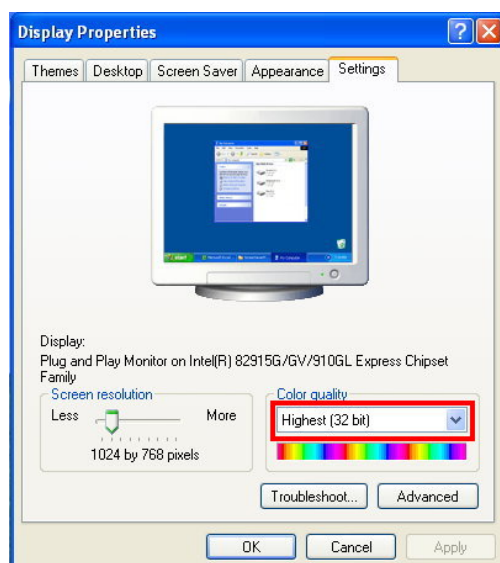 Display Properties
Themes Desktop Screen Saver Appearance Settings
Display:
Plug and Play Monitor on Intel(R) 82915G/GV/910GL Express Chipset
Family
Screen resolution
Less More
1024 by 768 pixels
Color quality
Highest (32 bit)
Troubleshoot... Advanced
OK Cancel Apply